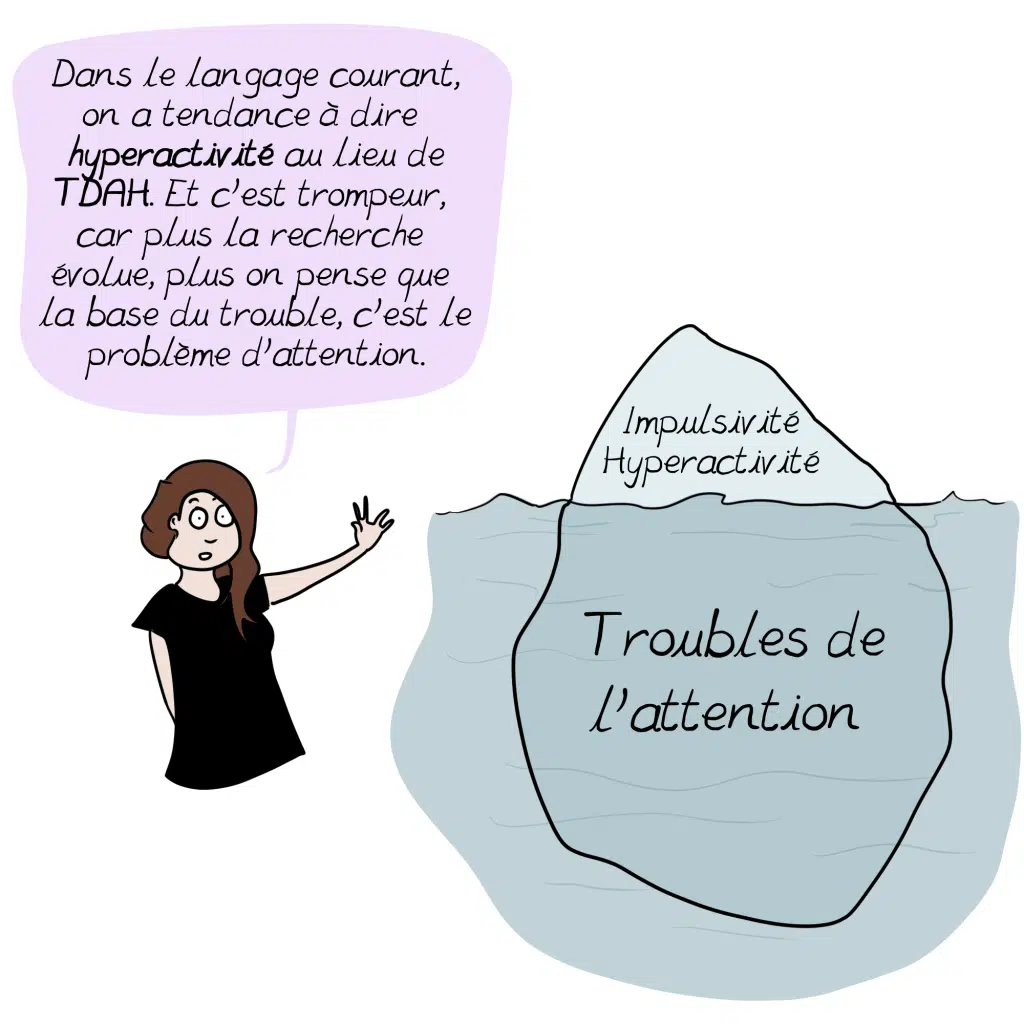 Dans le langage courant,
on a tendance à dire
hyperactivité au lieu de
TDAH. Et c'est trompeur,
car plus la recherche
évolue, plus on pense que
la base du trouble, c'est le
problème d'attention.
Impulsivité
Hyperactivité
Troubles de
l'attention